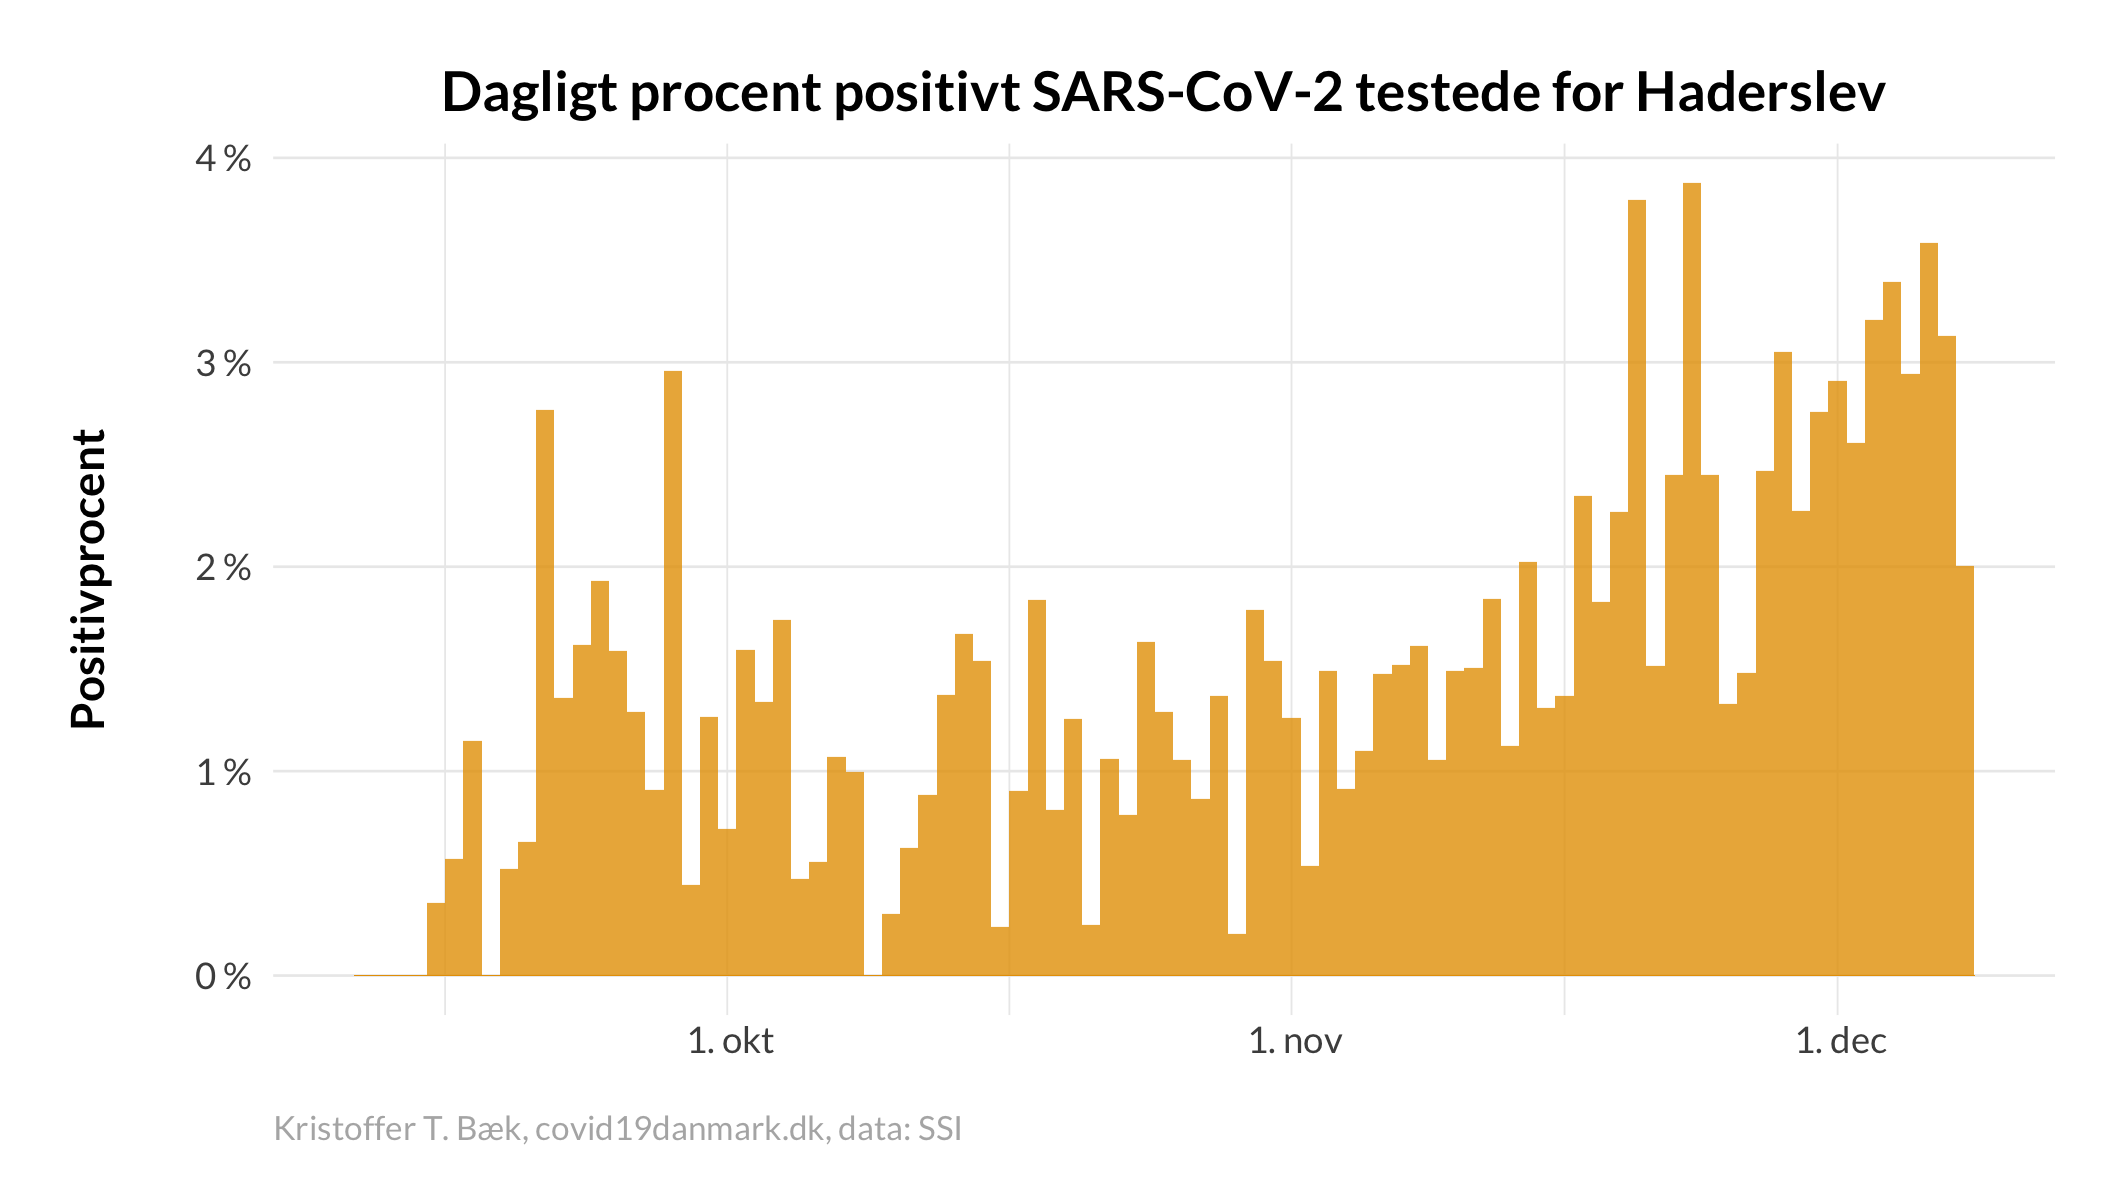 Dagligt procent positivt SARS-CoV-2 testede for Haderslev
Positivprocent
4 %
3 %
2 %
1 %
0 %
1. okt
1. nov
1. dec
Kristoffer T. Bæk, covid19danmark.dk, data: SSI